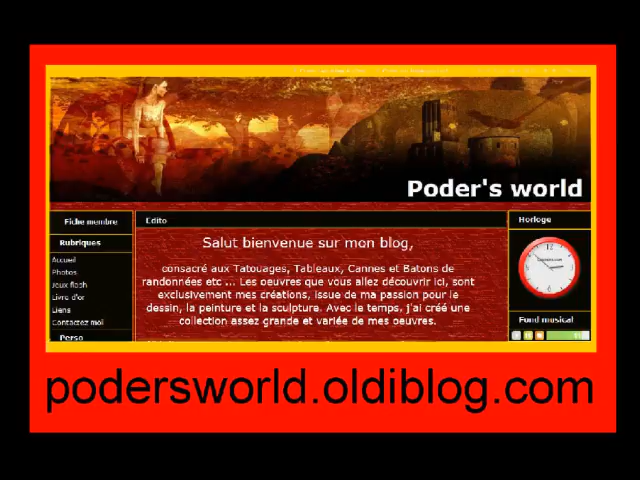 Poder's world
Fiche membre
Edito
Horloge
Rubriques
Salut bienvenue sur mon blog,
Accueil
Photos
Jeux flash
Livre d'or
Liens
Contactez moi
Perso
consacré aux Tatouages, Tableaux, Cannes et Batons de
randonnées etc ... Les oeuvres que vous allez découvrir ici, sont
exclusivement mes créations, issue de ma passion pour le
dessin, la peinture et la sculpture. Avec le temps, j'ai créé une
collection assez grande et variée de mes oeuvres.
12
Fond musical
podersworld.oldiblog.com